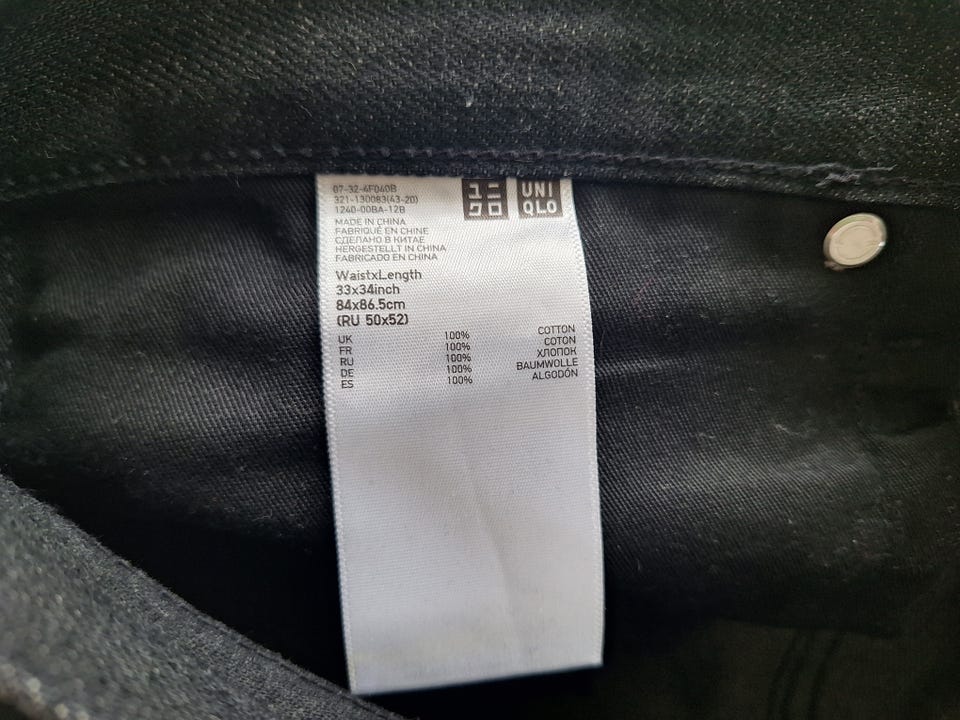 07-32-4F040B
321-130083(43-20)
1240-00BA-12B
ユニ
クロ
UNI
QLO
MADE IN CHINA
FABRIQUÉ EN CHINE
СДЕЛАНО В КИТАЕ
HERGESTELLT IN CHINA
FABRICADO EN CHINA
WaistxLength
33x34inch
84x86.5cm
(RU 50x52)
UK 100% COTTON
FR 100% COTON
RU 100% ХЛОПОК
DE 100% BAUMWOLLE
ES 100% ALGODÓN